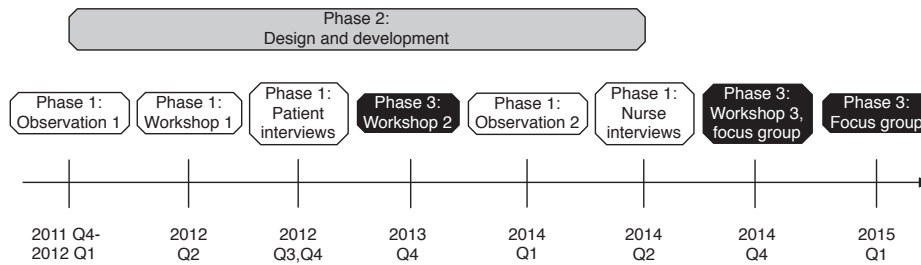 Phase 2:
Design and development
Phase 1:
Observation 1
Phase 1:
Workshop 1
Phase 1:
Patient
interviews
Phase 3:
Workshop 2
Phase 1:
Observation 2
Phase 1:
Nurse
interviews
Phase 3:
Workshop 3,
focus group
Phase 3:
Focus group
2011 Q4-
2012 Q1
2012
Q2
2012
Q3,Q4
2013
Q4
2014
Q1
2014
Q2
2014
Q4
2015
Q1